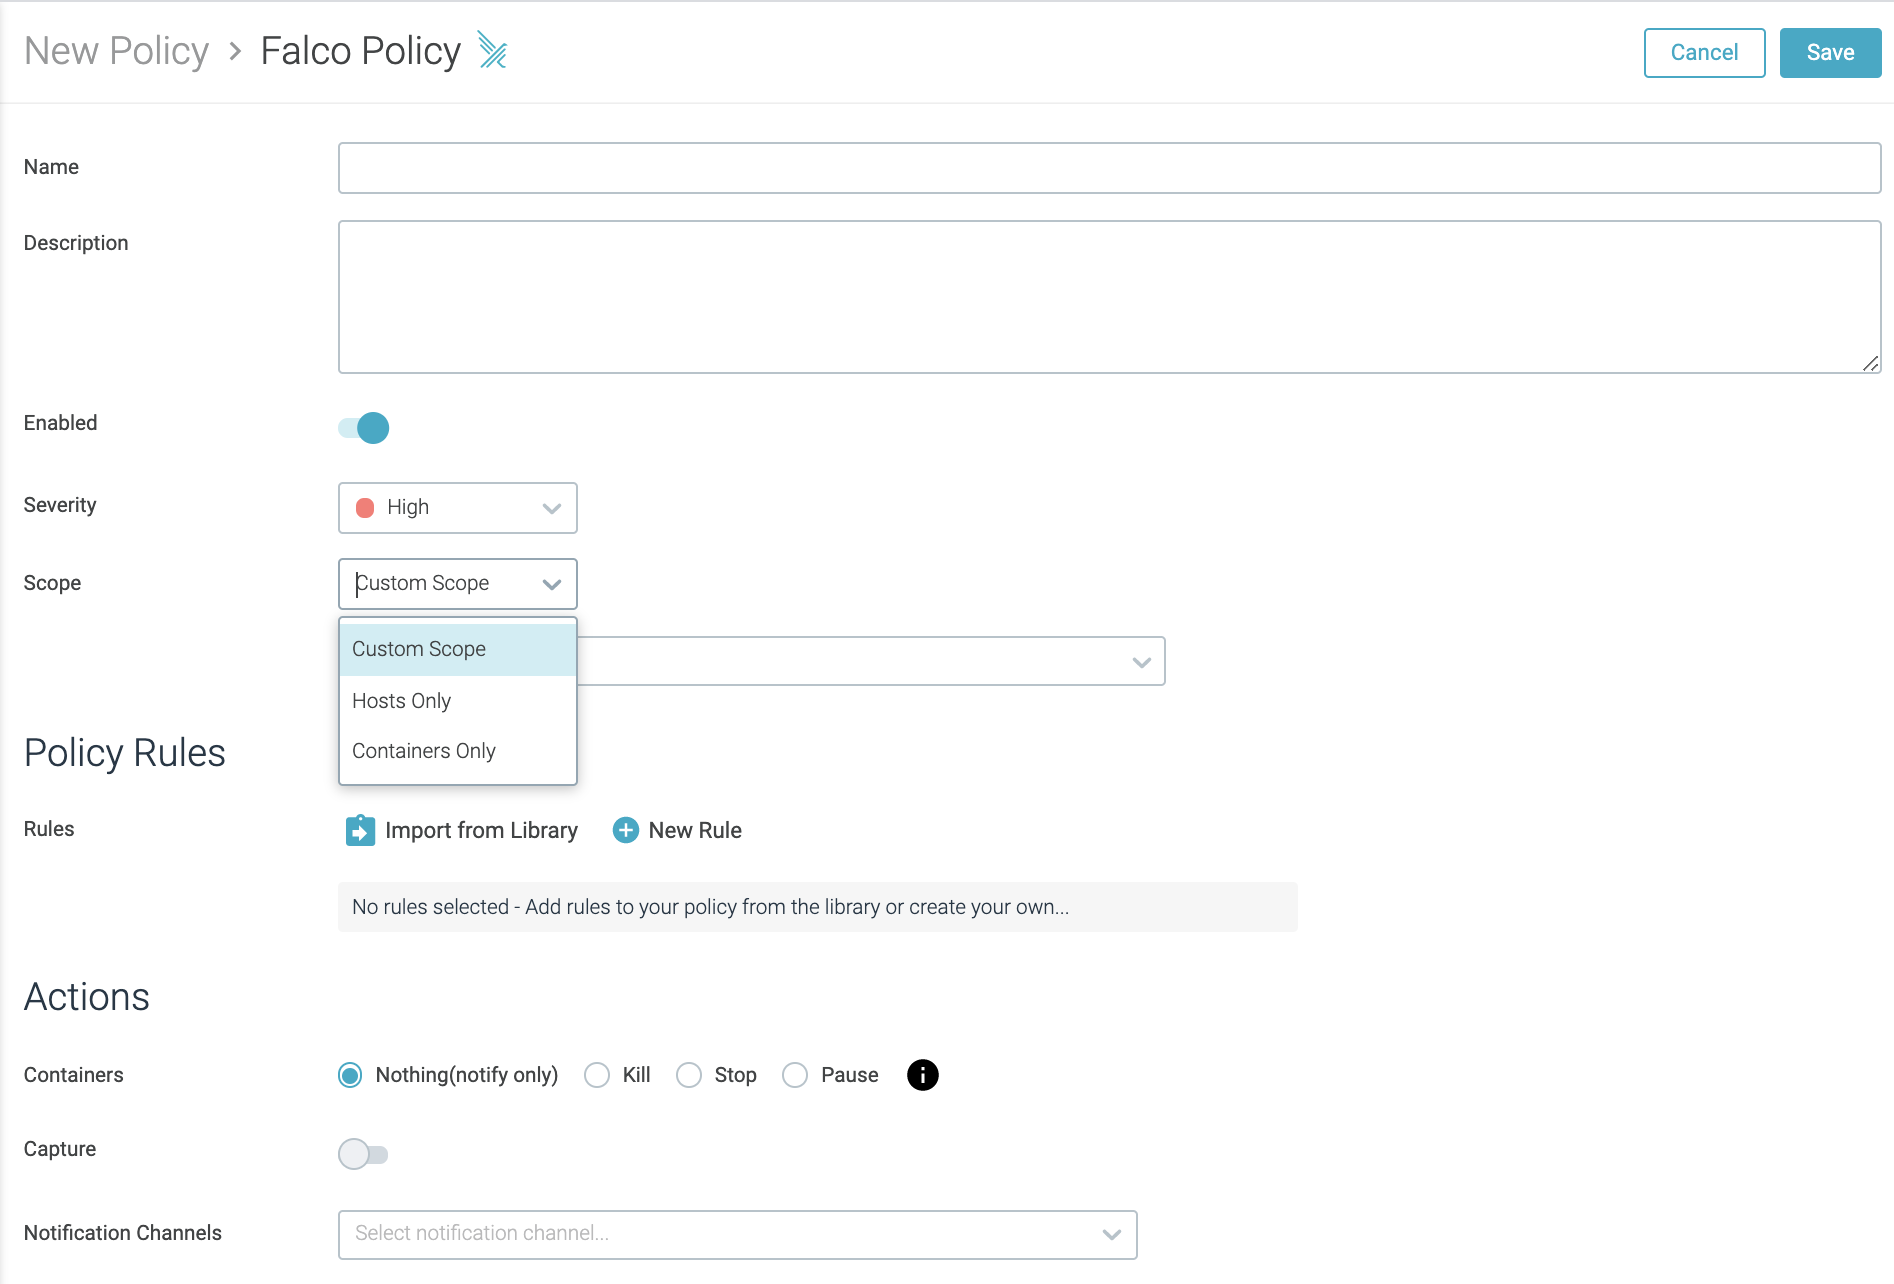 New Policy > Falco Policy
Cancel
Save
Name
Description
Enabled
Severity
High
Scope
Custom Scope
Custom Scope
Hosts Only
Containers Only
Policy Rules
Rules
Import from Library
New Rule
No rules selected - Add rules to your policy from the library or create your own...
Actions
Containers
Nothing(notify only)
Kill
Stop
Pause
Capture
Notification Channels
Select notification channel...